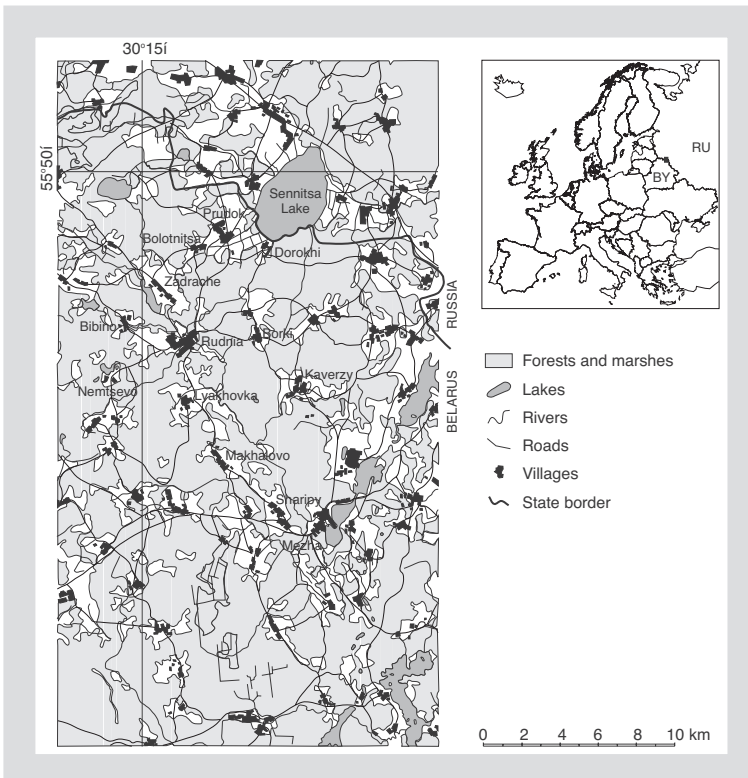 30°15í
55°50í
Sennitsa
Lake
Prudok
Bolotnitsa
Dorokhi
Zadrache
Bibino
Rudnia
Borki
Nemtsevo
Kaverzy
Lyakhovka
Makhalovo
Sharipy
Mezha
RUSSIA
BELARUS
RU
BY
Forests and marshes
Lakes
Rivers
Roads
Villages
State border
0 2 4 6 8 10 km